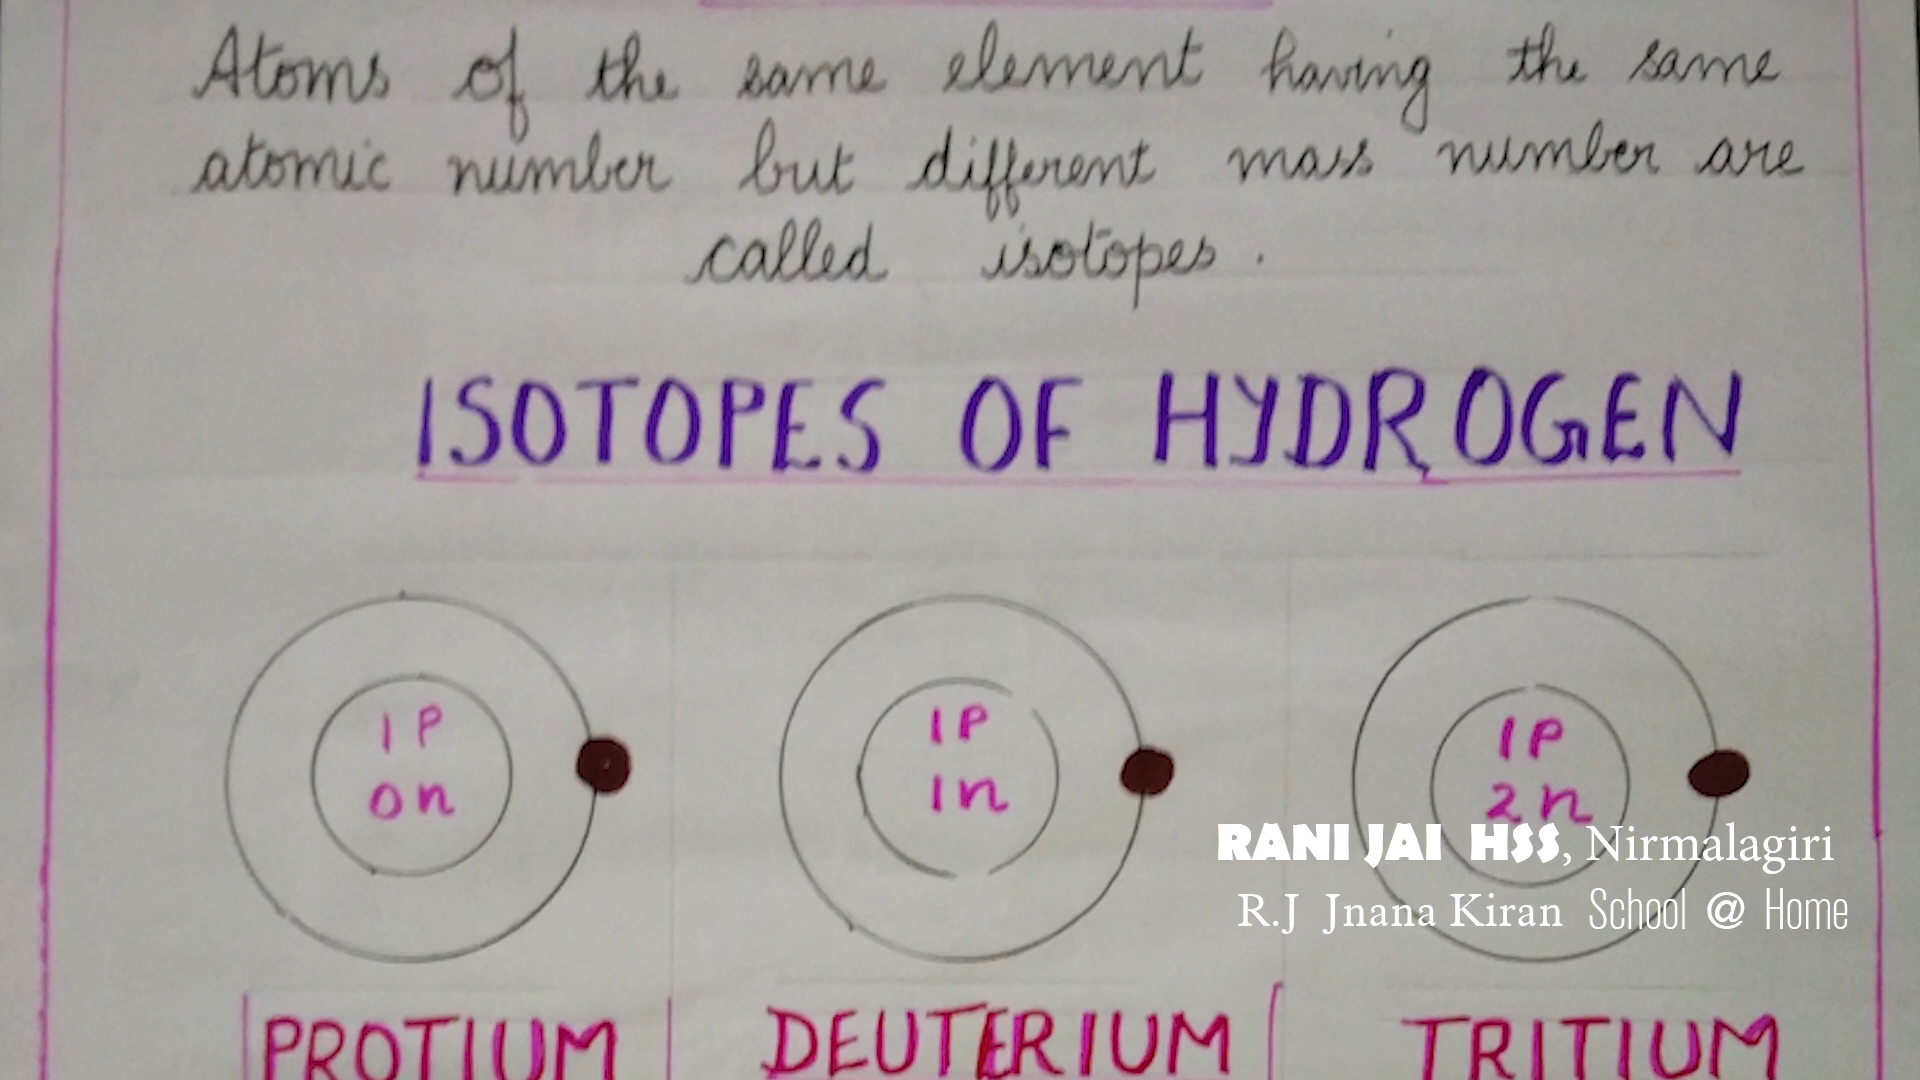 Atoms of the same element having the same
atomic number but different mass number are
called isotopes.
ISOTOPES OF HYDROGEN
1P
0n
1P
1n
1P
2n
RANI JAI HSS, Nirmalagiri
R.J Jnana Kiran School @ Home
PROTIUM
DEUTERIUM
TRITIUM